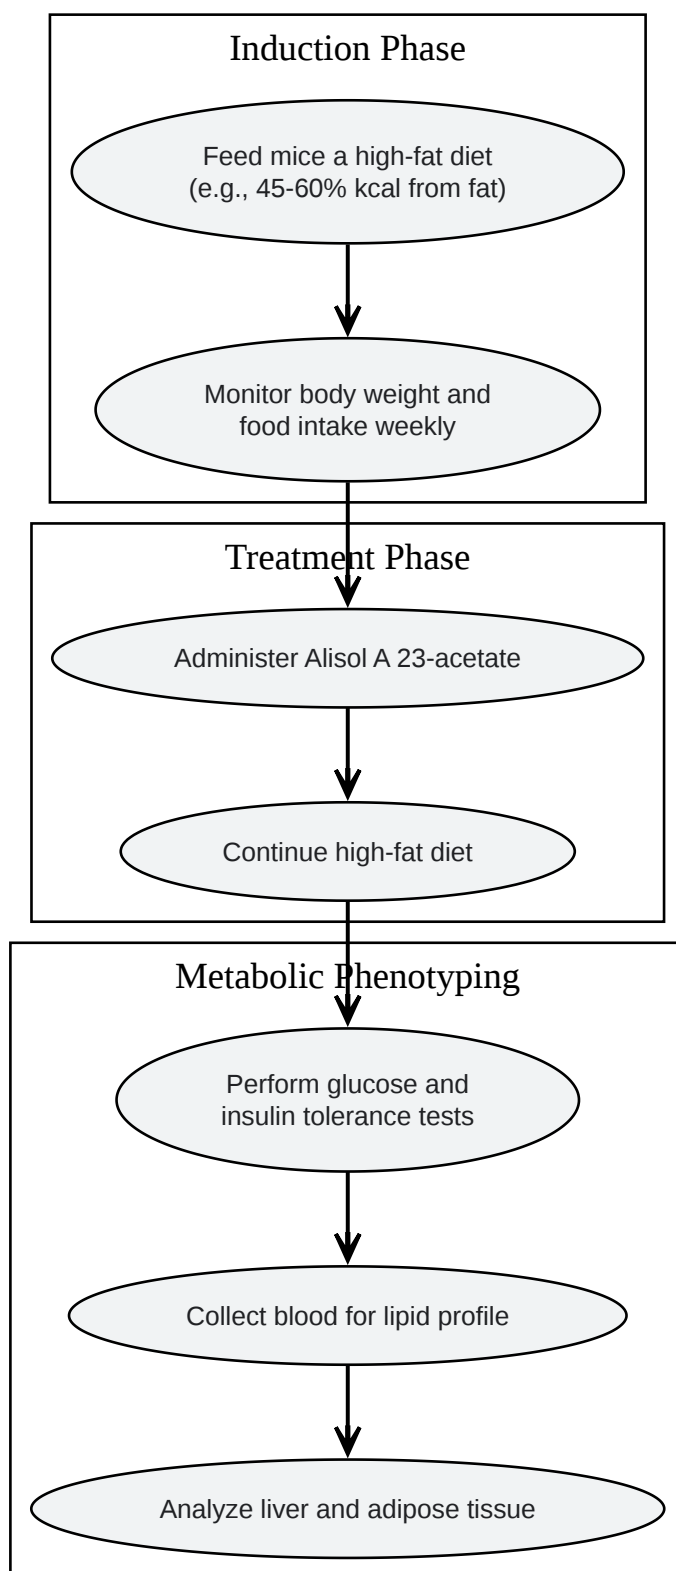 Induction Phase
Feed mice a high-fat diet
(e.g., 45-60% kcal from fat)
Monitor body weight and
food intake weekly
Treatment Phase
Administer Alisol A 23-acetate
Continue high-fat diet
Metabolic Phenotyping
Perform glucose and
insulin tolerance tests
Collect blood for lipid profile
Analyze liver and adipose tissue